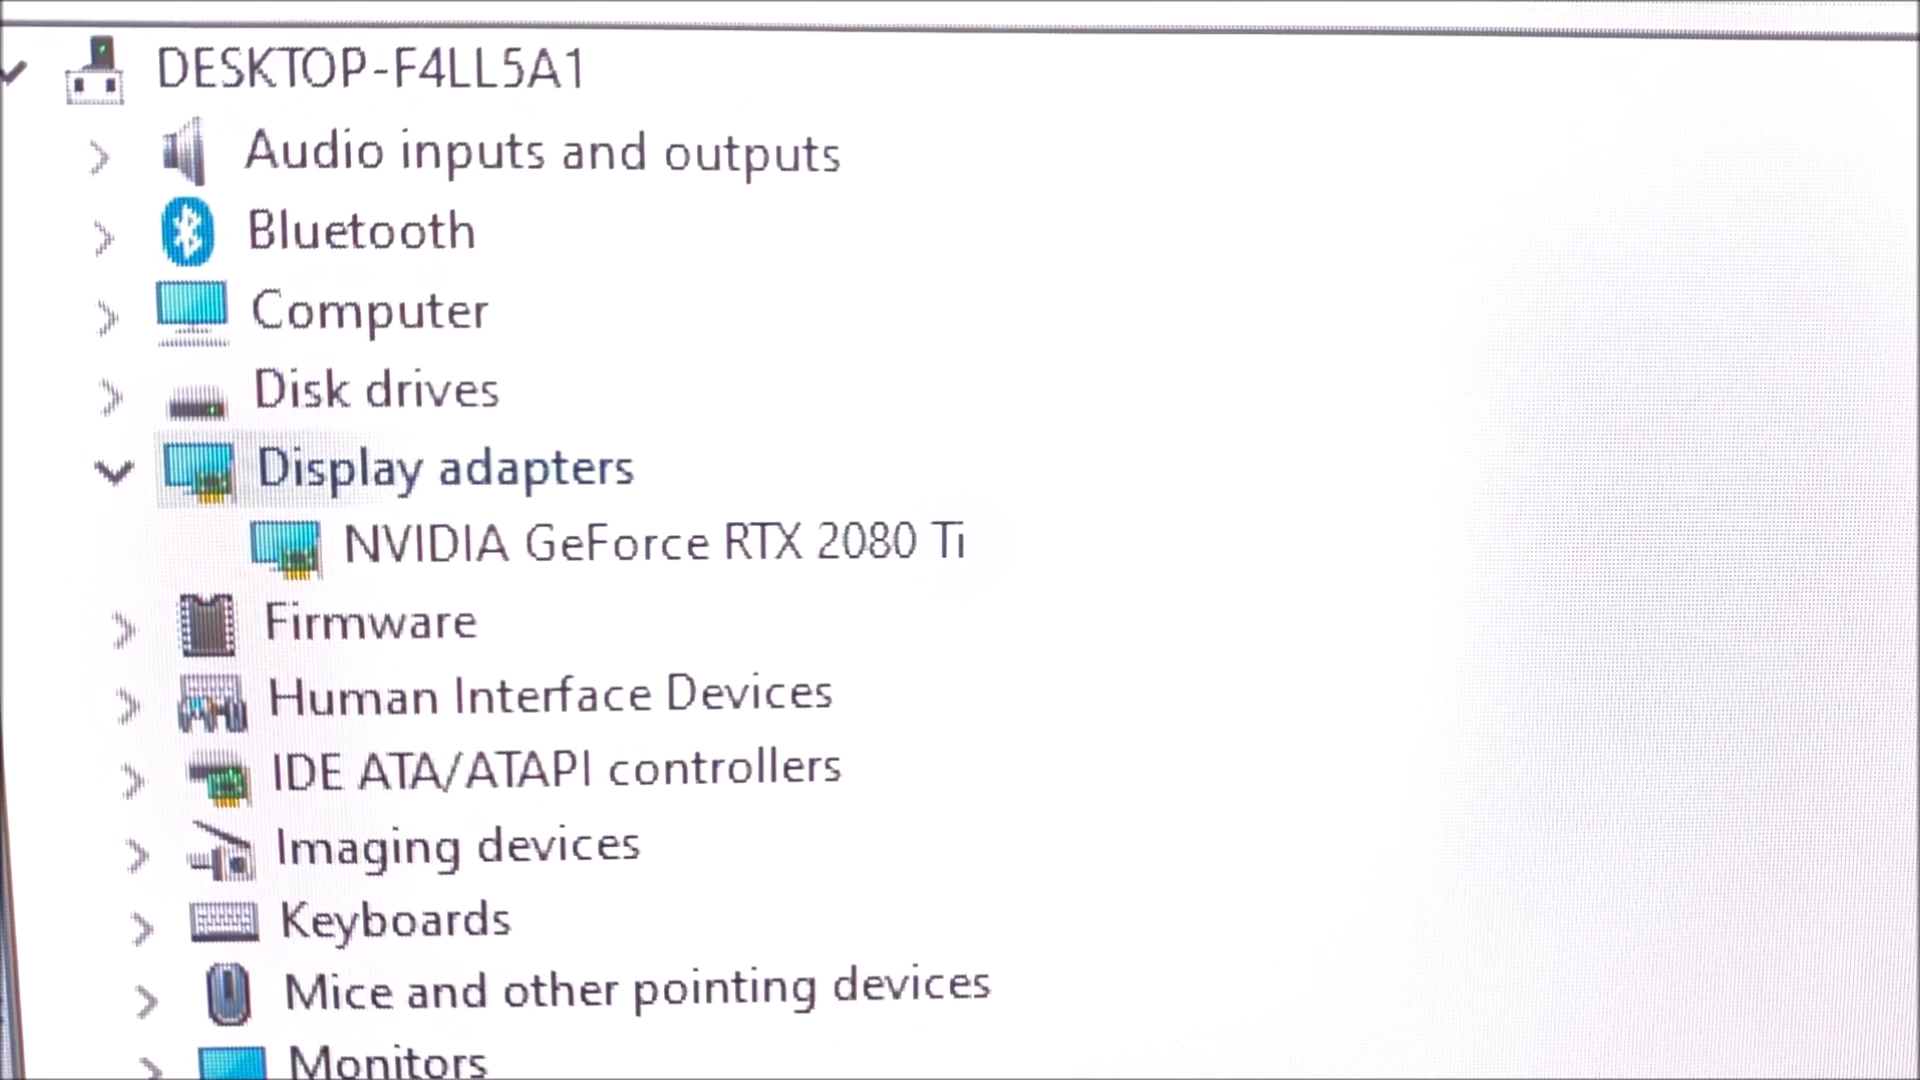 DESKTOP-F4LL5A1
Audio inputs and outputs
Bluetooth
Computer
Disk drives
Display adapters
NVIDIA GeForce RTX 2080 Ti
Firmware
Human Interface Devices
IDE ATA/ATAPI controllers
Imaging devices
Keyboards
Mice and other pointing devices
Monitors